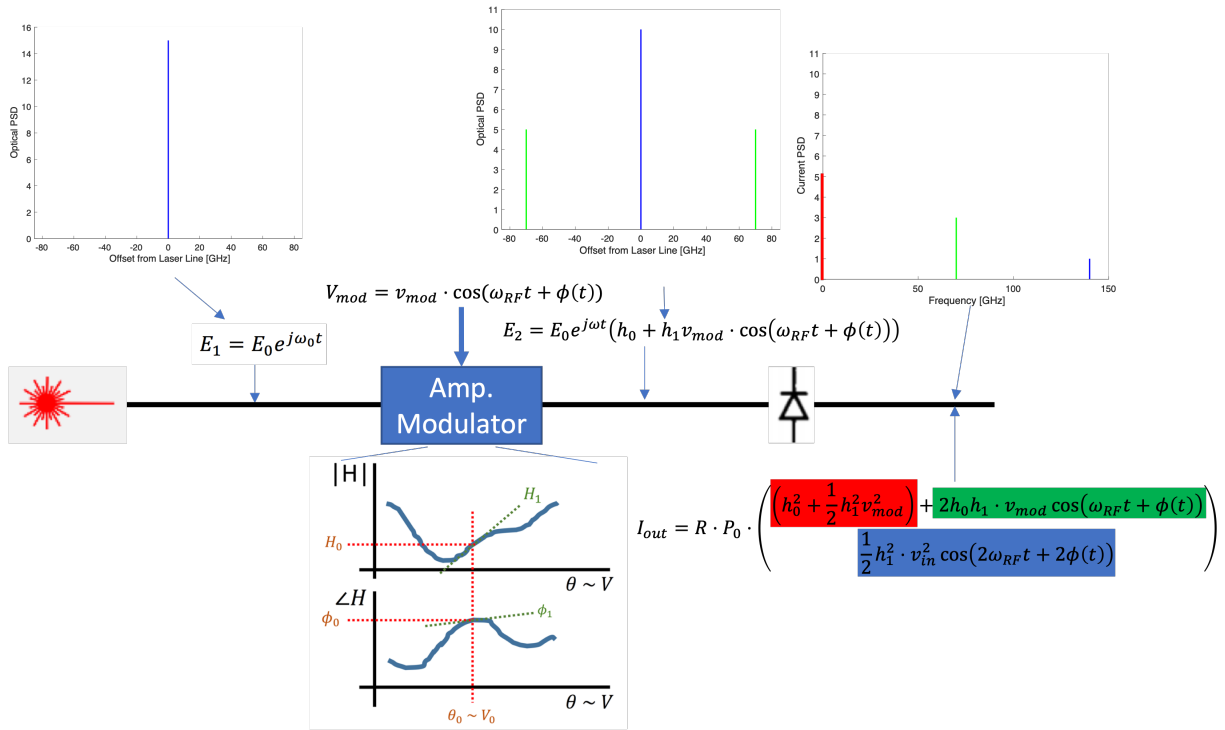 16
14
12
10
8
6
4
2
0
Optical PSD
-80 -60 -40 -20 0 20 40 60 80
Offset from Laser Line [GHz]
11
10
9
8
7
6
5
4
3
2
1
0
Optical PSD
-80 -60 -40 -20 0 20 40 60 80
Offset from Laser Line [GHz]
11
10
9
8
7
6
5
4
3
2
1
0
Current PSD
0 50 100 150
Frequency [GHz]
V_mod = v_mod · cos(ω_RF t + ϕ(t))
E_1 = E_0 e^{jω_0 t}
E_2 = E_0 e^{jωt}(h_0 + h_1 v_mod · cos(ω_RF t + ϕ(t)))
Amp.
Modulator
|H|
H_1
H_0
θ ~ V
∠H
ϕ_0
ϕ_1
θ ~ V
θ_0 ~ V_0
I_out = R · P_0 · ((h_0^2 + \frac{1}{2} h_1^2 v_mod^2) + 2h_0 h_1 · v_mod cos(ω_RF t + ϕ(t))
\frac{1}{2} h_1^2 · v_in^2 cos(2ω_RF t + 2ϕ(t)))